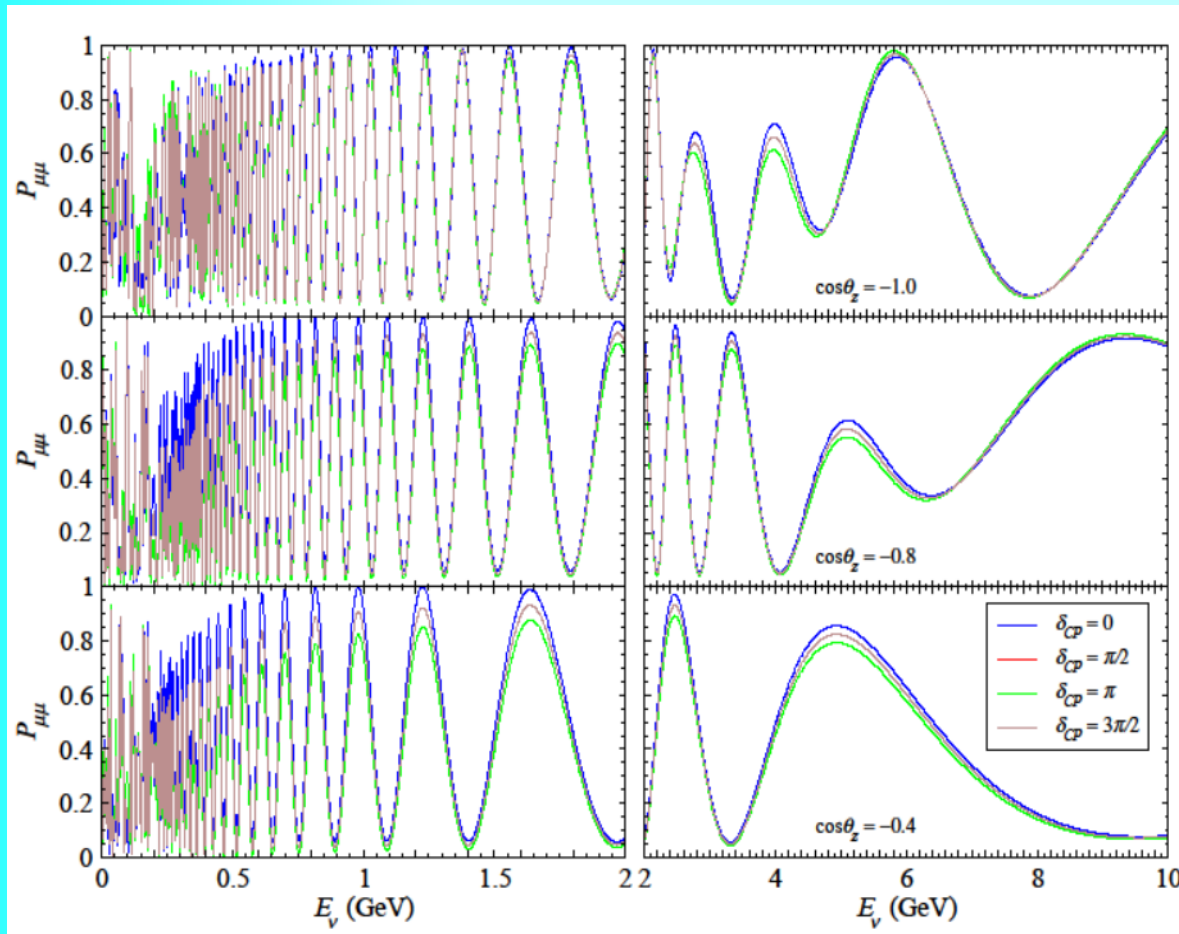 1
0.8
0.6
0.4
0.2
0
P_μμ
cosθ_z = −1.0
0.8
0.6
0.4
0.2
P_μμ
cosθ_z = −0.8
1
0.8
0.6
0.4
0.2
0
P_μμ
δ_CP = 0
δ_CP = π/2
δ_CP = π
δ_CP = 3π/2
cosθ_z = −0.4
0 0.5 1 1.5 2 2 4 6 8 10
E_ν (GeV) E_ν (GeV)